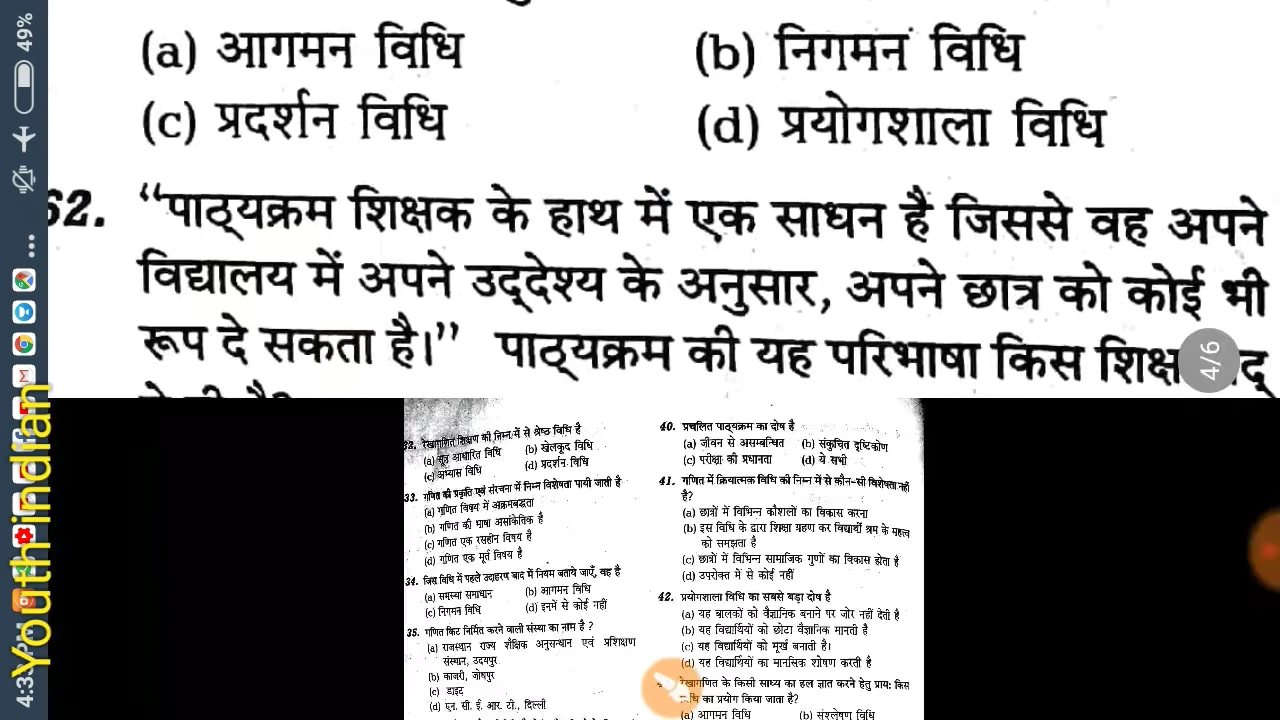 49%
4:33 PM
Youth indian
(a) आगमन विधि (b) निगमन विधि
(c) प्रदर्शन विधि (d) प्रयोगशाला विधि
62. “पाठ्यक्रम शिक्षक के हाथ में एक साधन है जिससे वह अपने
विद्यालय में अपने उद्देश्य के अनुसार, अपने छात्र को कोई भी
रूप दे सकता है।” पाठ्यक्रम की यह परिभाषा किस
4/6
32. रेखागणित शिक्षण की निम्न में से श्रेष्ठ विधि है
(a) सूत्र आधारित विधि (b) खेलकूद विधि
(c) अभ्यास विधि (d) प्रदर्शन विधि
33. गणित की प्रकृति एवं संरचना में निम्न विशेषता पायी जाती है
(a) गणित विषय में आक्रमबद्धता
(b) गणित की भाषा असांकेतिक है
(c) गणित एक रसहीन विषय है
(d) गणित एक मूर्त विषय है
34. जिस विधि में पहले उदाहरण बाद में नियम बताये जाएँ, वह है
(a) समस्या समाधान (b) आगमन विधि
(c) निगमन विधि (d) इनमें से कोई नहीं
35. गणित किट निर्मित करने वाली संस्था का नाम है ?
(a) राजस्थान राज्य शैक्षिक अनुसन्धान एवं प्रशिक्षण
संस्थान, उदयपुर
(b) काजरी, जोधपुर
(c) डाइट
(d) एन. सी. ई. आर. टी., दिल्ली
40. प्रचलित पाठ्यक्रम का दोष है
(a) जीवन से असम्बन्धित (b) संकुचित दृष्टिकोण
(c) परीक्षा की प्रधानता (d) ये सभी
41. गणित में क्रियात्मक विधि की निम्न में से कौन-सी विशेषता नहीं
है?
(a) छात्रों में विभिन्न कौशलों का विकास करना
(b) इस विधि के द्वारा शिक्षा ग्रहण कर विद्यार्थी श्रम के महत्व
को समझता है
(c) छात्रों में विभिन्न सामाजिक गुणों का विकास होता है
(d) उपरोक्त में से कोई नहीं
42. प्रयोगशाला विधि का सबसे बड़ा दोष है
(a) यह बालकों को वैज्ञानिक बनाने पर जोर नहीं देती है
(b) यह विद्यार्थियों को छोटा वैज्ञानिक मानती है
(c) यह विद्यार्थियों को मूर्ख बनाती है।
(d) यह विद्यार्थियों का मानसिक शोषण करती है
रेखागणित के किसी साध्य का हल ज्ञात करने हेतु प्राय: किस
विधि का प्रयोग किया जाता है?
(a) आगमन विधि (b) संश्लेषण विधि